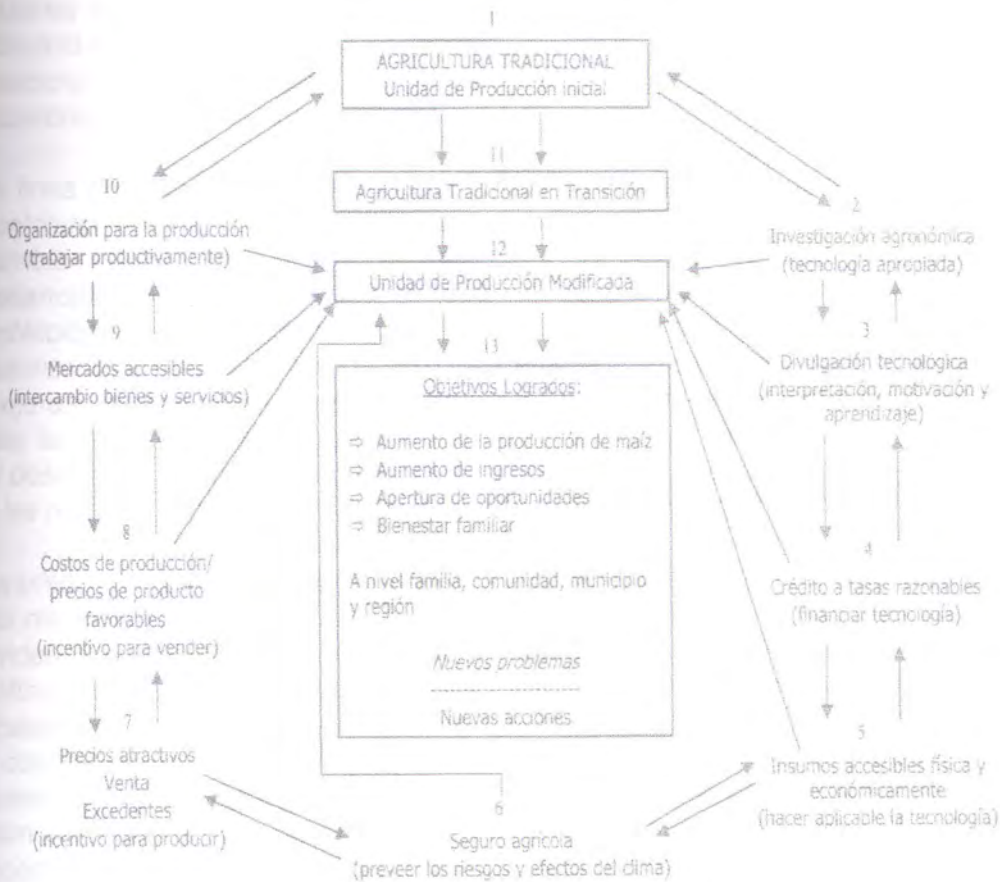 1
AGRICULTURA TRADICIONAL
Unidad de Producción inicial
11
Agricultura Tradicional en Transición
12
Unidad de Producción Modificada
13
Objetivos Logrados:
⇒ Aumento de la producción de maíz
⇒ Aumento de ingresos
⇒ Apertura de oportunidades
⇒ Bienestar familiar
A nivel familia, comunidad, municipio
y región
Nuevos problemas
Nuevas acciones
2
Investigación agronómica
(tecnología apropiada)
3
Divulgación tecnológica
(interpretación, motivación y
aprendizaje)
4
Crédito a tasas razonables
(financiar tecnología)
5
Insumos accesibles física y
económicamente
(hacer aplicable la tecnología)
6
Seguro agrícola
(preveer los riesgos y efectos del clima)
7
Precios atractivos
Venta
Excedentes
(incentivo para producir)
8
Costos de producción/
precios de producto
favorables
(incentivo para vender)
9
Mercados accesibles
(intercambio bienes y servicios)
10
Organización para la producción
(trabajar productivamente)